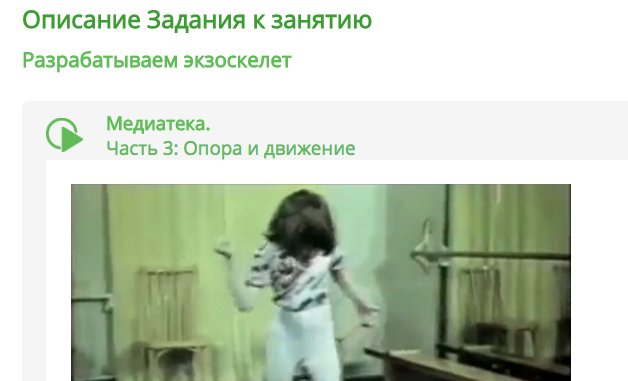 Описание Задания к занятию
Разрабатываем экзоскелет
Медиатека.
Часть 3: Опора и движение